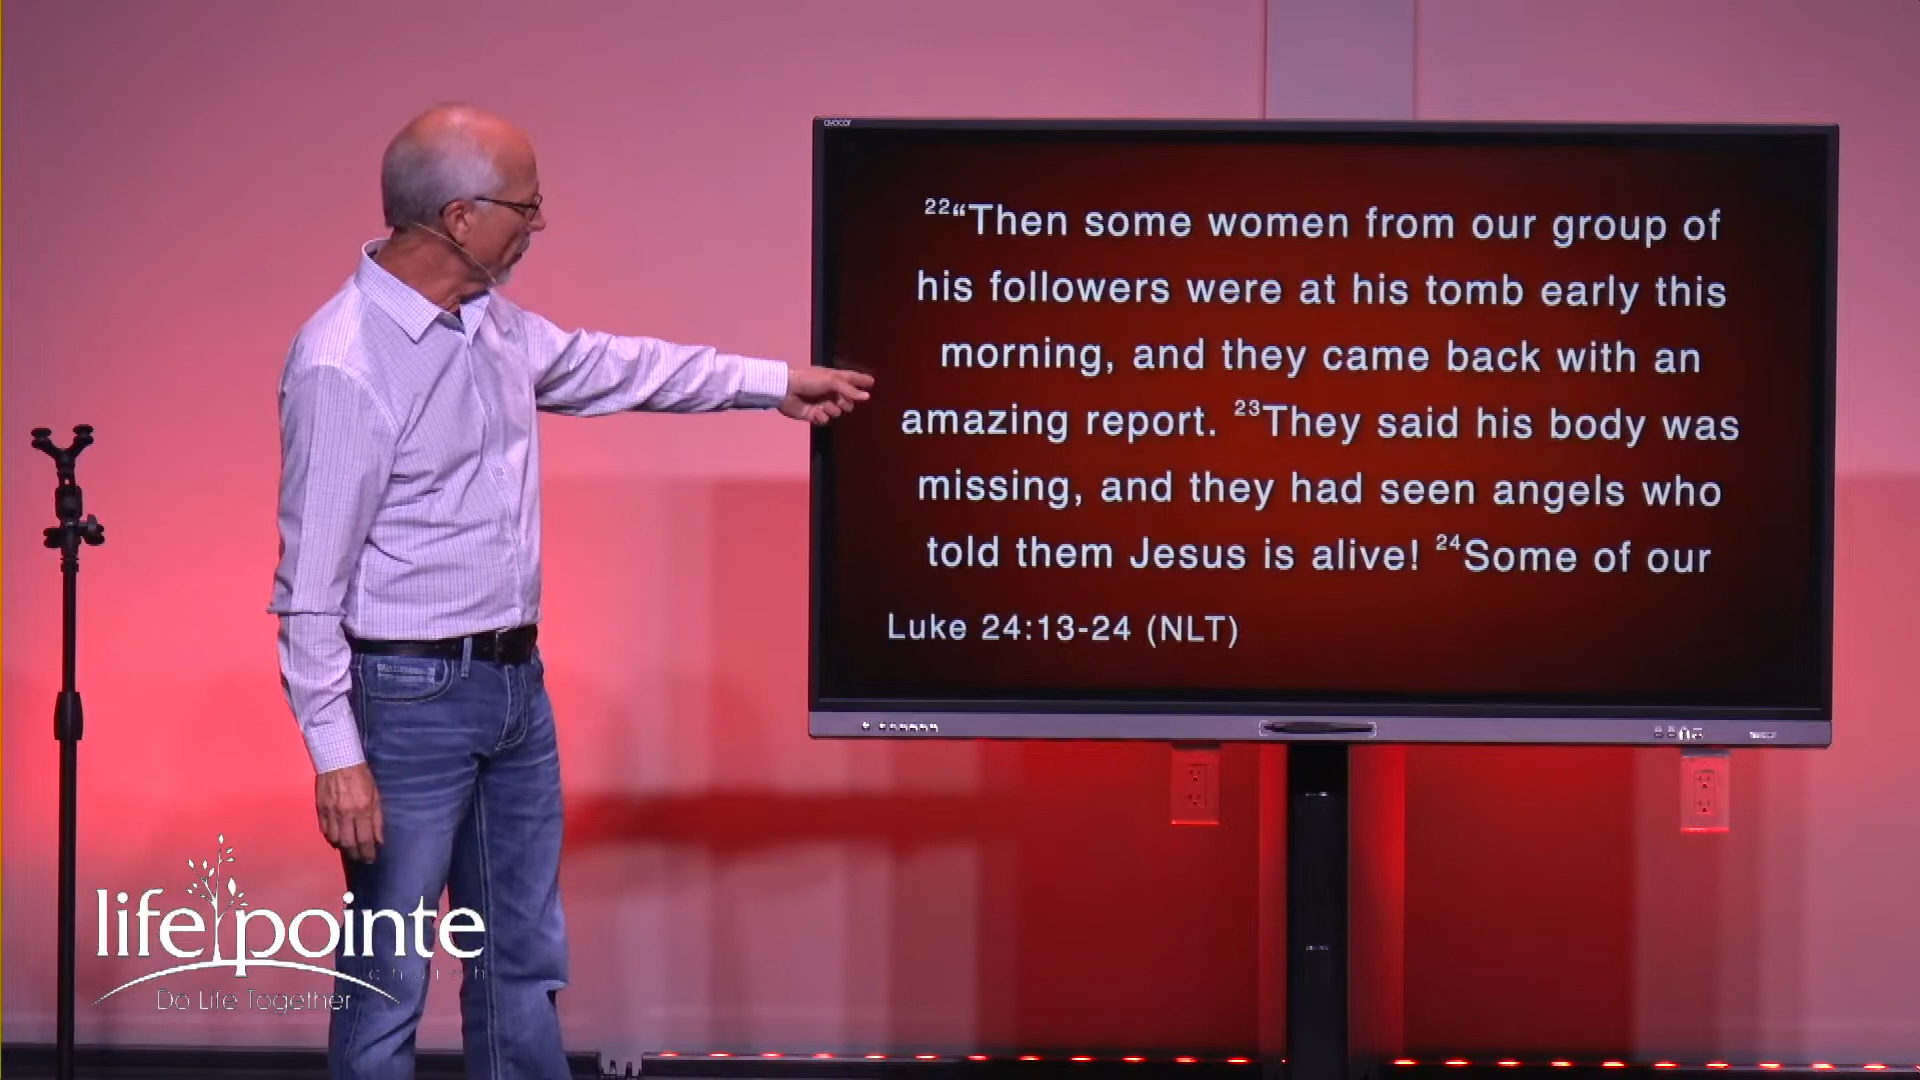 avocor
22“Then some women from our group of
his followers were at his tomb early this
morning, and they came back with an
amazing report. 23They said his body was
missing, and they had seen angels who
told them Jesus is alive! 24Some of our
Luke 24:13-24 (NLT)
life pointe
church
Do Life Together